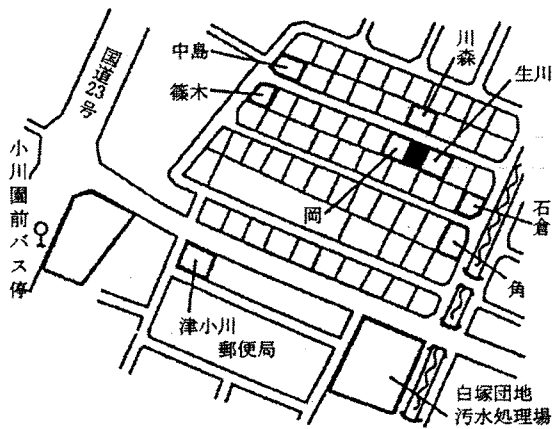 中島
川森
生川
篠木
国道23号
小川園前バス停
岡
石倉
角
津小川
郵便局
白塚団地
汚水処理場